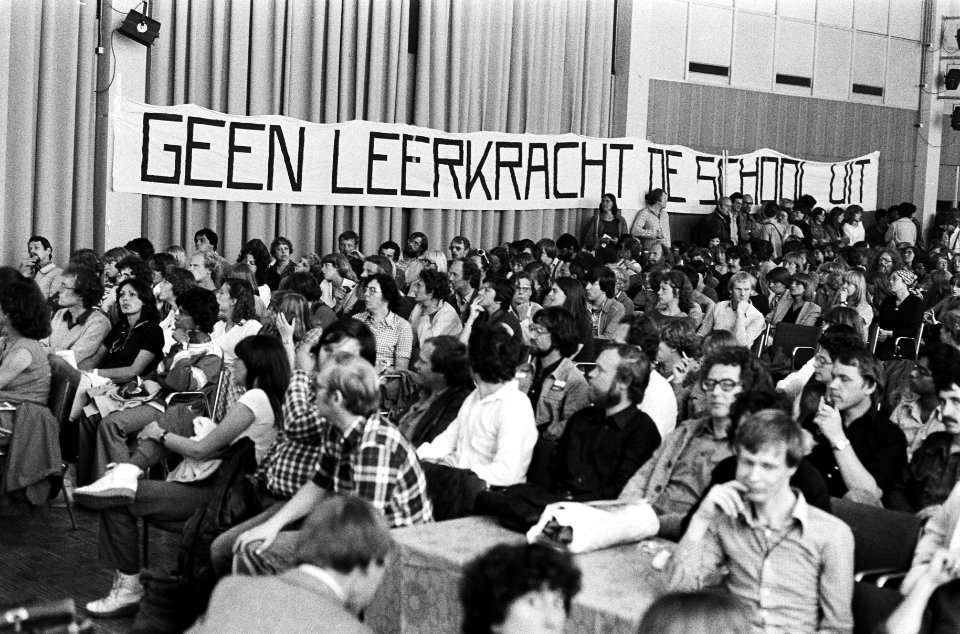 GEEN LEERKRACHT DE SCHOOL UIT